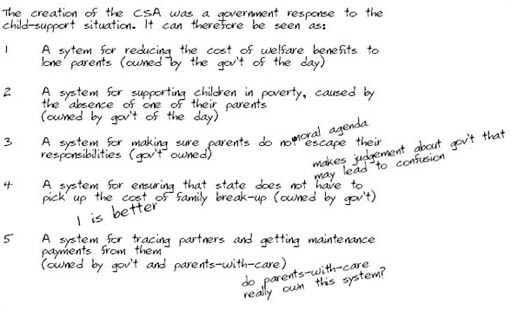 The creation of the CSA was a government response to the
child-support situation. It can therefore be seen as:
1 A sytem for reducing the cost of welfare benefits to
lone parents (owned by the gov't of the day)
2 A system for supporting children in poverty, caused by
the absence of one of their parents
(owned by gov't of the day)
moral agenda
3 A system for making sure parents do not escape their
responsibilities (gov't owned)
makes judgement about gov't that
may lead to confusion
4 A system for ensuring that state does not have to
pick up the cost of family break-up (owned by gov't)
1 is better
5 A system for tracing partners and getting maintenance
payments from them
(owned by gov't and parents-with-care)
do parents-with-care
really own this system?